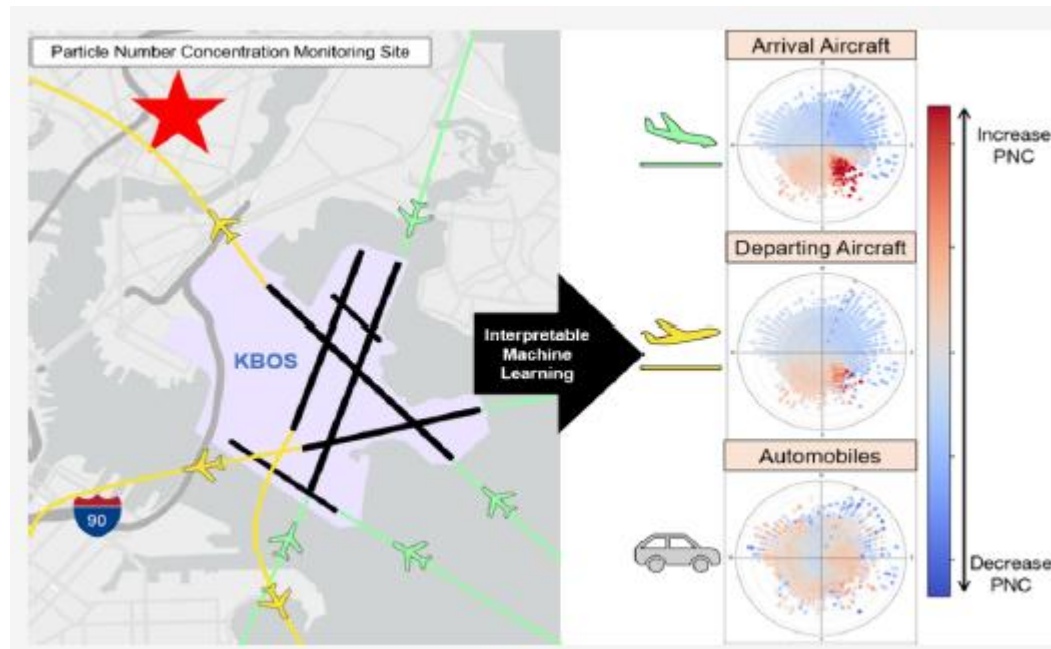 Particle Number Concentration Monitoring Site
KBOS
90
Interpretable
Machine
Learning
Arrival Aircraft
Departing Aircraft
Automobiles
Increase
PNC
Decrease
PNC